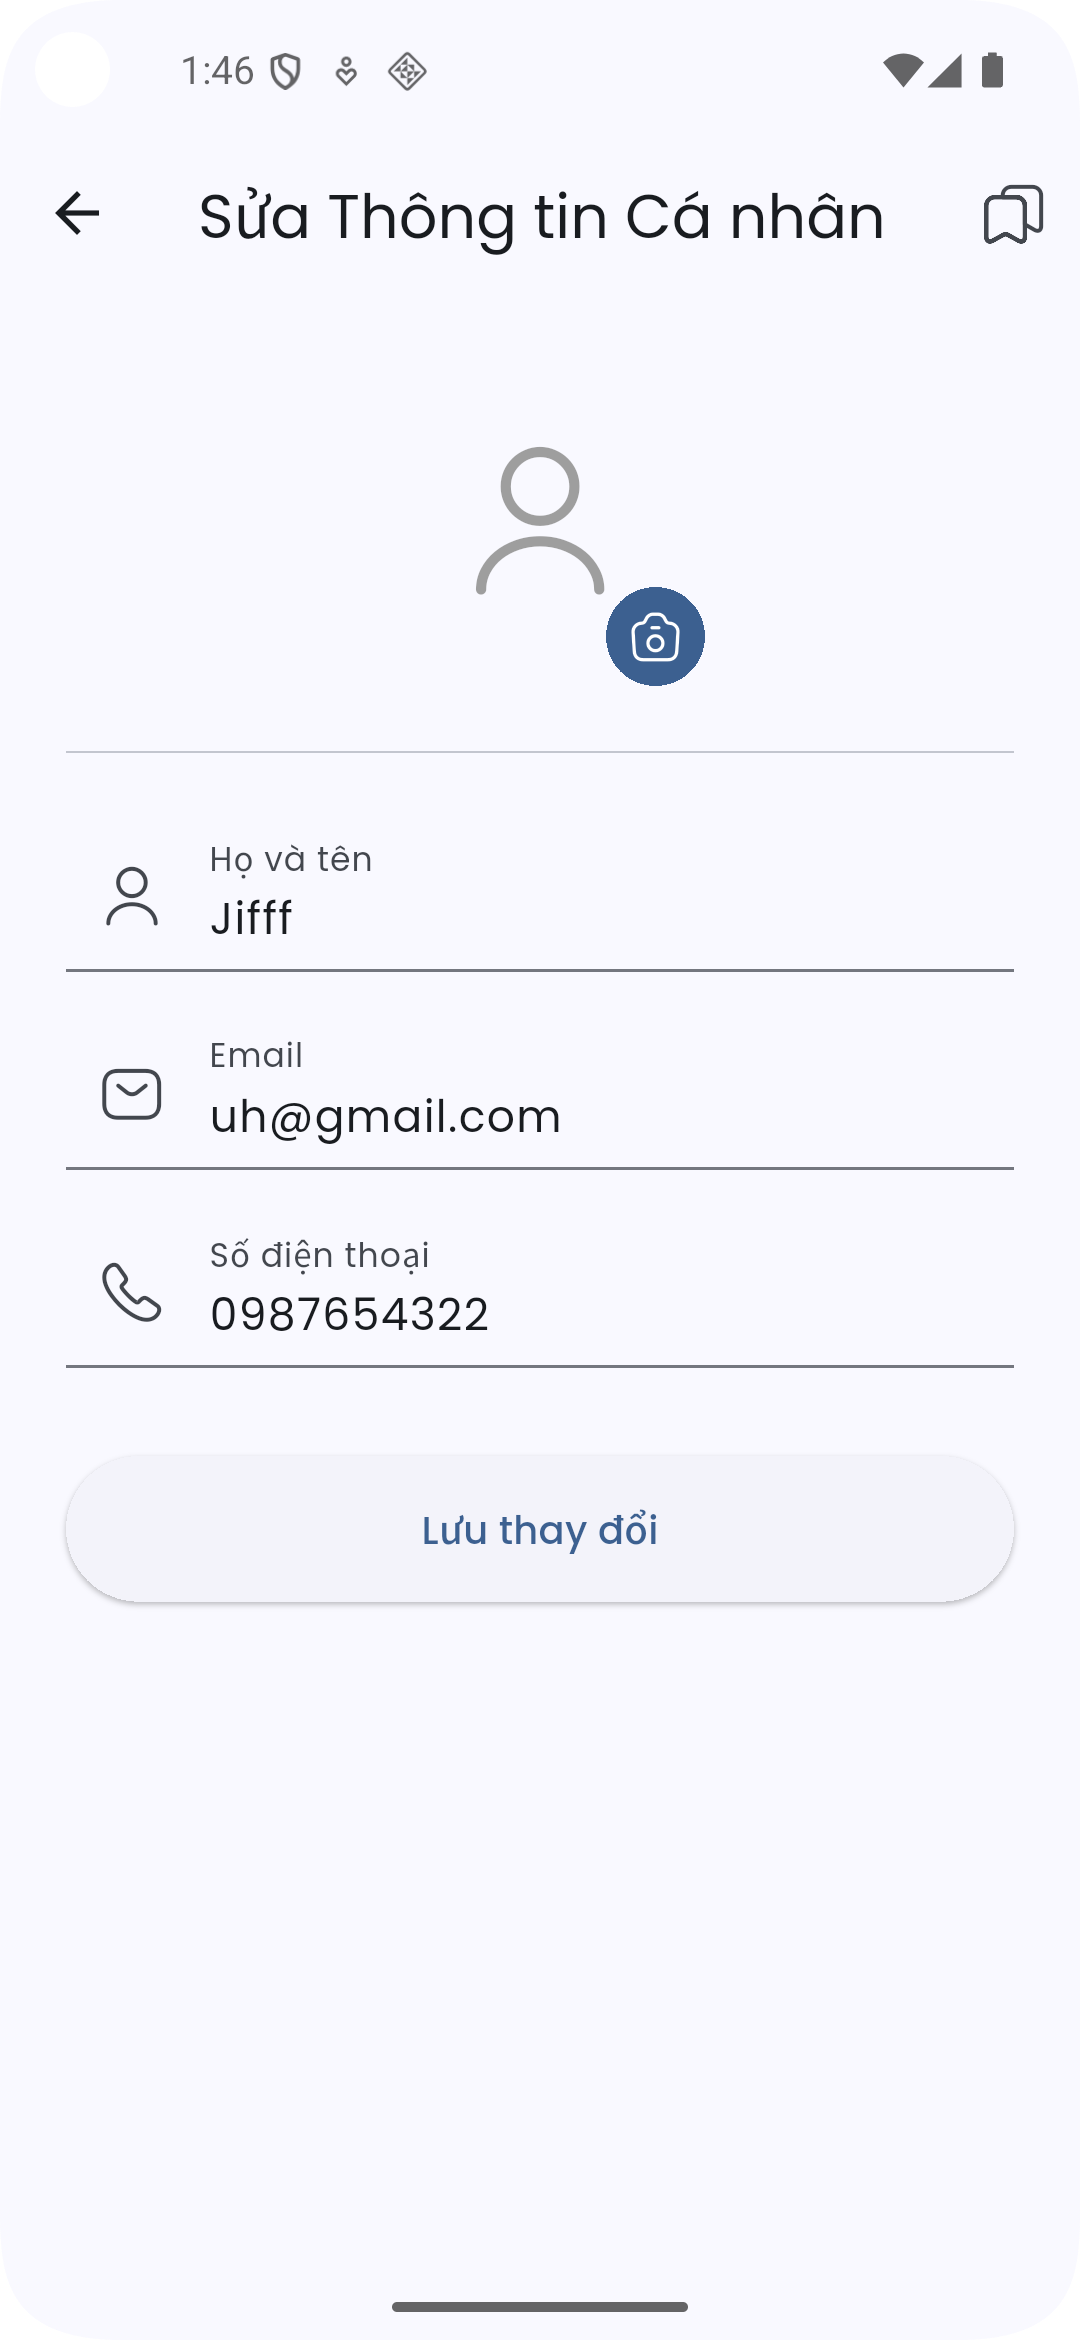 1:46
Sửa Thông tin Cá nhân
Họ và tên
Jifff
Email
uh@gmail.com
Số điện thoại
0987654322
Lưu thay đổi